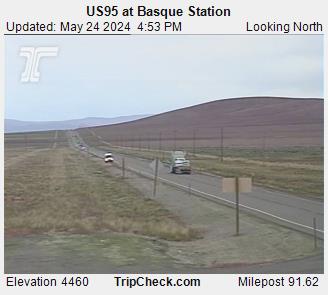 US95 at Basque Station
Updated: May 24 2024 4:53 PM Looking North
Elevation 4460 TripCheck.com Milepost 91.62